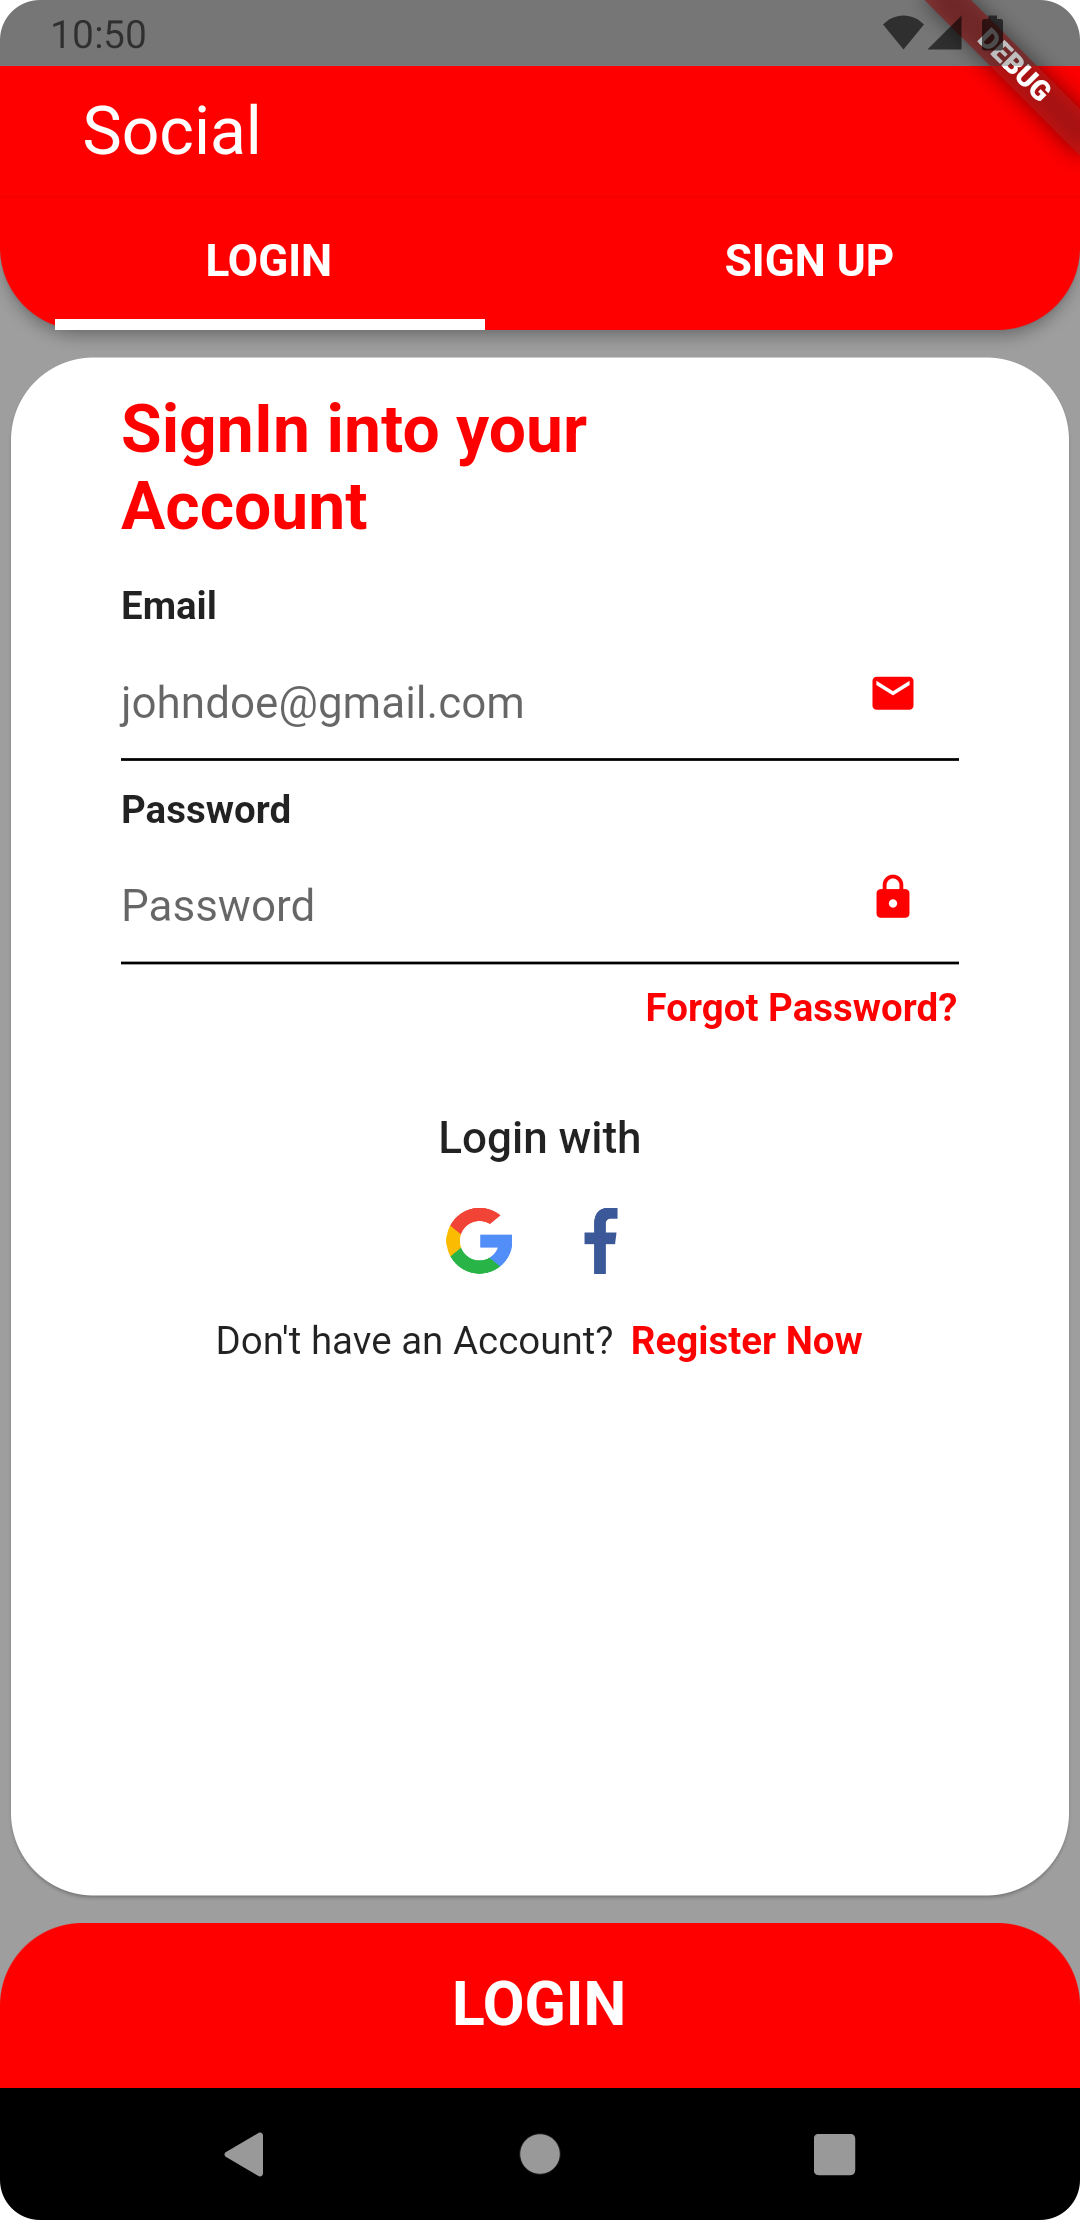 10:50
DEBUG
Social
LOGIN
SIGN UP
SignIn into your
Account
Email
johndoe@gmail.com
Password
Password
Forgot Password?
Login with
Don't have an Account? Register Now
LOGIN